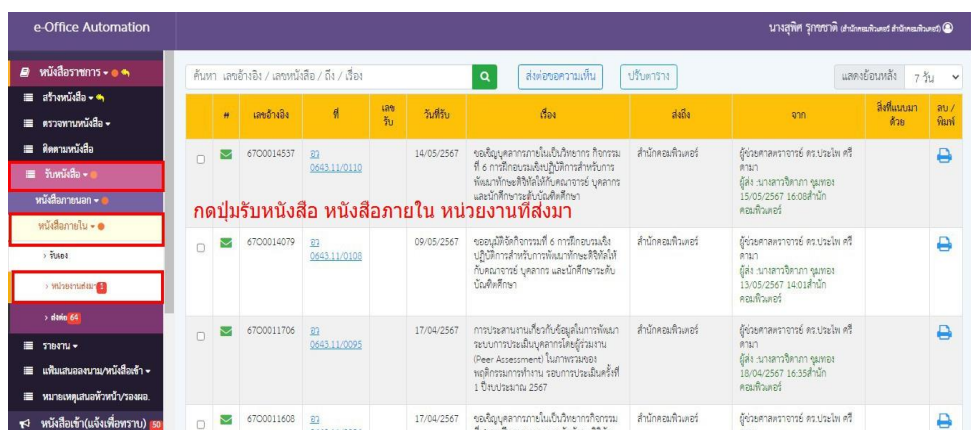 e-Office Automation
นางสุพิศ รุกขชาติ (สำนักคอมพิวเตอร์ สำนักคอมพิวเตอร์)
หนังสือราชการ
สร้างหนังสือ
ตรวจทานหนังสือ
ติดตามหนังสือ
รับหนังสือ
หนังสือภายนอก
หนังสือภายใน
› รับเอง
› หน่วยงานส่งมา 1
› ส่งต่อ 64
รายงาน
แฟ้มเสนอลงนาม/หนังสือเข้า
หมายเหตุเสนอหัวหน้า/รองผอ.
หนังสือเข้า(แจ้งเพื่อทราบ) 50
ค้นหา เลขอ้างอิง / เลขหนังสือ / ถึง / เรื่อง
ส่งต่อขอความเห็น
ปรับตาราง
แสดงย้อนหลัง 7 วัน
# เลขอ้างอิง ที่ เลขรับ วันที่รับ เรื่อง ส่งถึง จาก สิ่งที่แนบมาด้วย ลบ / พิมพ์
6700014537 อว 0643.11/0110 14/05/2567
ขอเชิญบุคลากรภายในเป็นวิทยากร กิจกรรม
ที่ 6 การฝึกอบรมเชิงปฏิบัติการสำหรับการ
พัฒนาทักษะดิจิทัลให้กับคณาจารย์ บุคลากร
และนักศึกษาระดับบัณฑิตศึกษา
สำนักคอมพิวเตอร์
ผู้ช่วยศาสตราจารย์ ดร.ประไพ ศรี
ดามา
ผู้ส่ง :นางสาวจิดาภา ชุมทอง
15/05/2567 16:08สำนัก
คอมพิวเตอร์
กดปุ่มรับหนังสือ หนังสือภายใน หน่วยงานที่ส่งมา
6700014079 อว 0643.11/0108 09/05/2567
ขออนุมัติจัดกิจกรรมที่ 6 การฝึกอบรมเชิง
ปฏิบัติการสำหรับการพัฒนาทักษะดิจิทัลให้
กับคณาจารย์ บุคลากร และนักศึกษาระดับ
บัณฑิตศึกษา
สำนักคอมพิวเตอร์
ผู้ช่วยศาสตราจารย์ ดร.ประไพ ศรี
ดามา
ผู้ส่ง :นางสาวจิดาภา ชุมทอง
13/05/2567 14:01สำนัก
คอมพิวเตอร์
6700011706 อว 0643.11/0095 17/04/2567
การประสานงานเกี่ยวกับข้อมูลในการพัฒนา
ระบบการประเมินบุคลากรโดยผู้ร่วมงาน
(Peer Assessment) ในภาพรวมของ
พฤติกรรมการทำงาน รอบการประเมินครั้งที่
1 ปีงบประมาณ 2567
สำนักคอมพิวเตอร์
ผู้ช่วยศาสตราจารย์ ดร.ประไพ ศรี
ดามา
ผู้ส่ง :นางสาวจิดาภา ชุมทอง
18/04/2567 16:35สำนัก
คอมพิวเตอร์
6700011608 อว 17/04/2567
ขอเชิญบุคลากรภายในเป็นวิทยากรกิจกรรม
สำนักคอมพิวเตอร์
ผู้ช่วยศาสตราจารย์ ดร.ประไพ ศรี